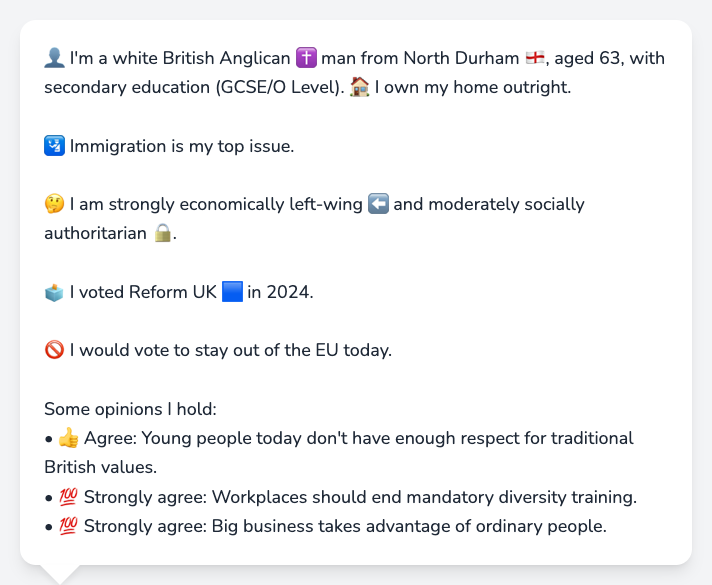 👤 I'm a white British Anglican ✝️ man from North Durham 🏴󠁧󠁢󠁥󠁮󠁧󠁿, aged 63, with
secondary education (GCSE/O Level). 🏠 I own my home outright.
🛂 Immigration is my top issue.
🤔 I am strongly economically left-wing ⬅️ and moderately socially
authoritarian 🔒.
🗳️ I voted Reform UK 🟦 in 2024.
🚫 I would vote to stay out of the EU today.
Some opinions I hold:
• 👍 Agree: Young people today don't have enough respect for traditional
British values.
• 💯 Strongly agree: Workplaces should end mandatory diversity training.
• 💯 Strongly agree: Big business takes advantage of ordinary people.